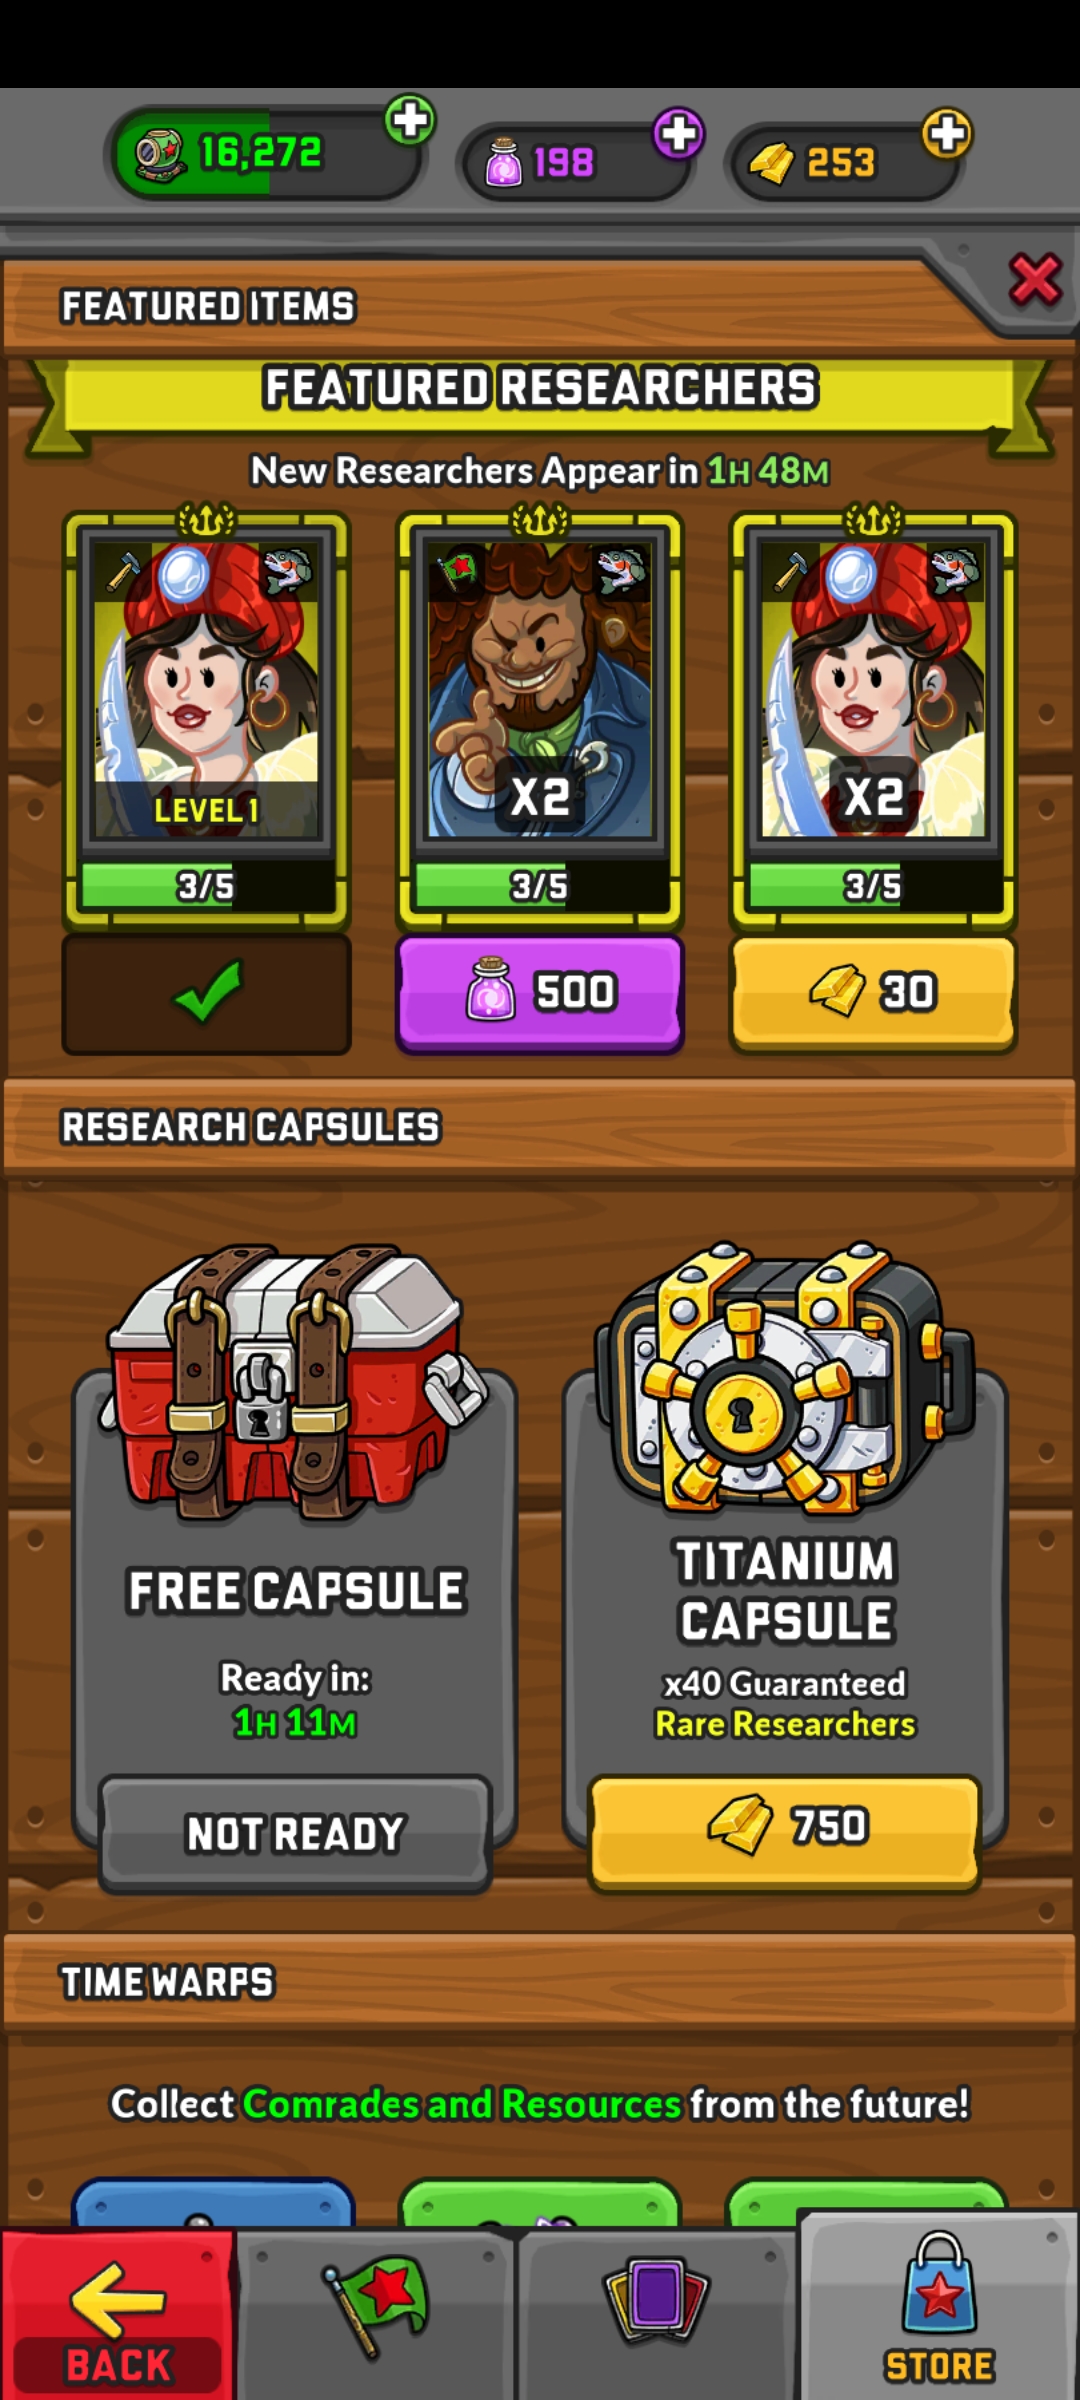 16,272
198
253
FEATURED ITEMS
FEATURED RESEARCHERS
New Researchers Appear in 1H 48M
LEVEL 1
X2
X2
3/5
3/5
3/5
500
30
RESEARCH CAPSULES
FREE CAPSULE
Ready in:
1H 11M
NOT READY
TITANIUM
CAPSULE
x40 Guaranteed
Rare Researchers
750
TIME WARPS
Collect Comrades and Resources from the future!
BACK
STORE